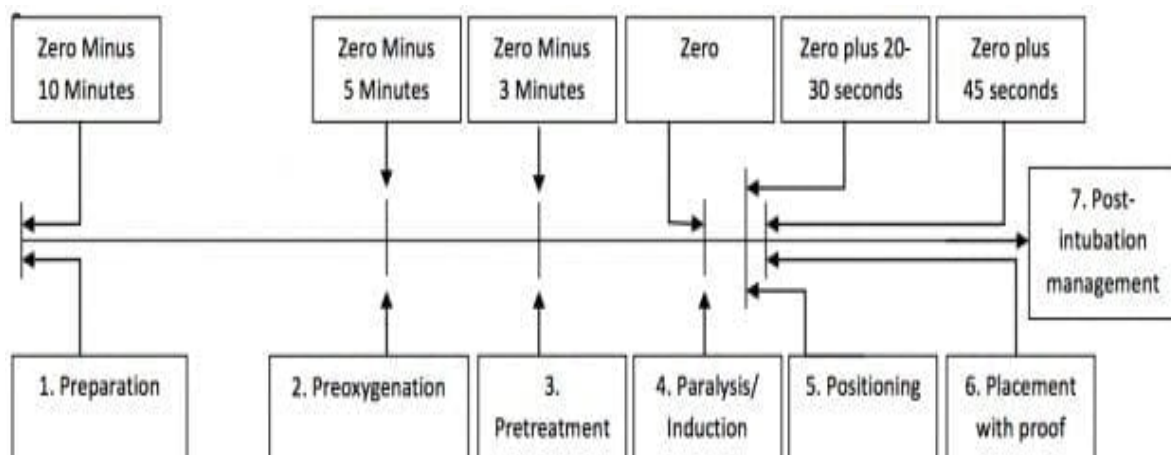 Zero Minus
10 Minutes
Zero Minus
5 Minutes
Zero Minus
3 Minutes
Zero
Zero plus 20-
30 seconds
Zero plus
45 seconds
7. Post-
intubation
management
1. Preparation
2. Preoxygenation
3.
Pretreatment
4. Paralysis/
Induction
5. Positioning
6. Placement
with proof